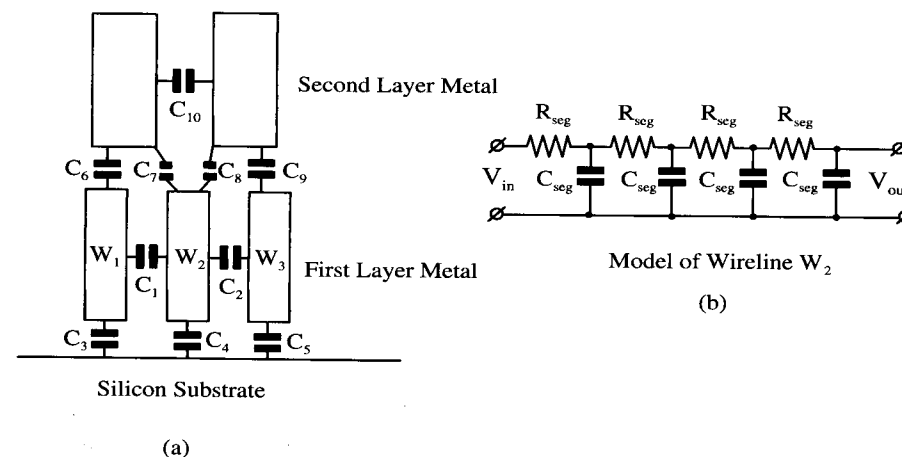 C10
Second Layer Metal
C6
C7
C8
C9
W1
W2
W3
C1
C2
First Layer Metal
C3
C4
C5
Silicon Substrate
(a)
Rseg
Rseg
Rseg
Rseg
Vin
Cseg
Cseg
Cseg
Cseg
Vou
Model of Wireline W2
(b)